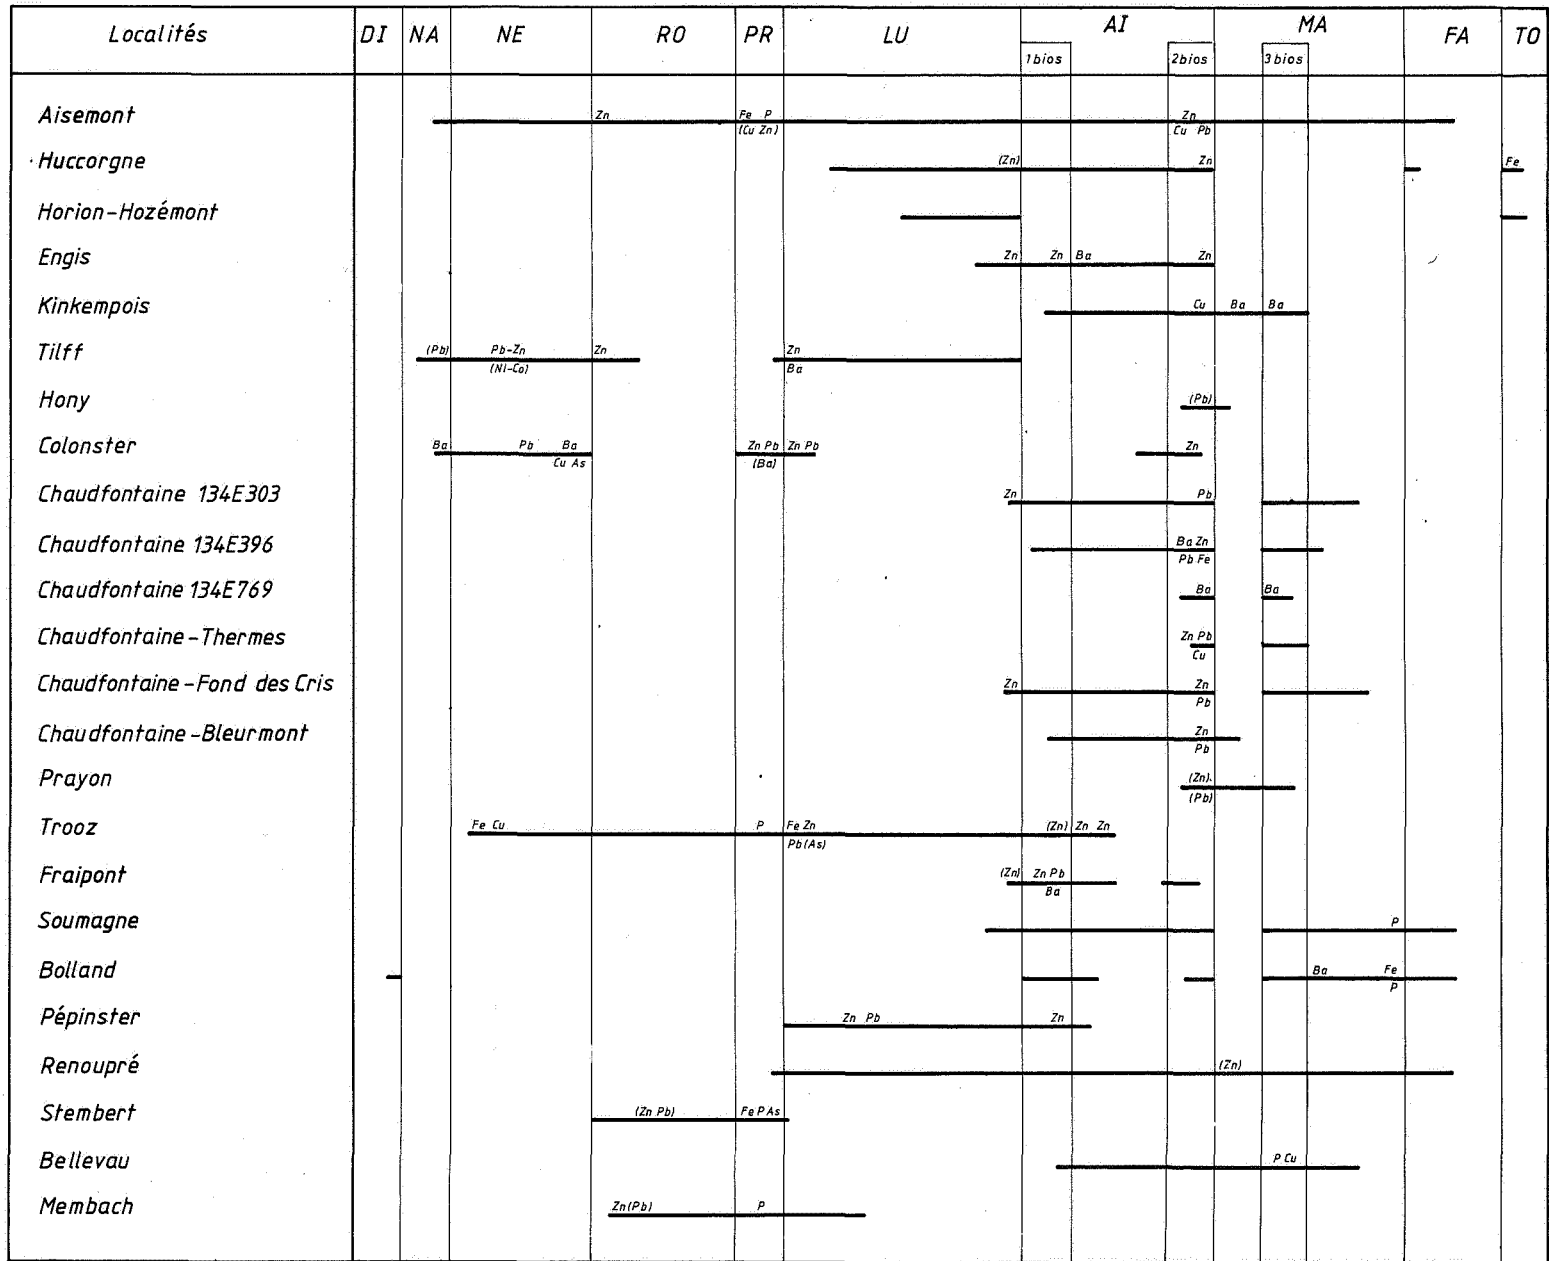 Localités DI NA NE RO PR LU AI MA FA TO
1bios 2bios 3bios
Aisemont Zn Fe P Zn
(Cu Zn) Cu Pb
Huccorgne (Zn) Zn Fe
Horion-Hozémont
Engis Zn Zn Ba Zn
Kinkempois Cu Ba Ba
Tilff (Pb) Pb-Zn Zn Zn
(Ni-Co) Ba
Hony (Pb)
Colonster Ba Pb Ba Zn Pb Zn Pb Zn
Cu As (Ba)
Chaudfontaine 134E303 Zn Pb
Chaudfontaine 134E396 Ba Zn
Pb Fe
Chaudfontaine 134E769 Ba Ba
Chaudfontaine-Thermes Zn Pb
Cu
Chaudfontaine-Fond des Cris Zn Zn
Pb
Chaudfontaine-Bleurmont Zn
Pb
Prayon (Zn)
(Pb)
Trooz Fe Cu P Fe Zn (Zn) Zn Zn
Pb(As)
Fraipont (Zn) Zn Pb
Ba
Soumagne P
Bolland Ba Fe
P
Pépinster Zn Pb Zn
Renoupré (Zn)
Stembert (Zn Pb) Fe P As
Bellevau P Cu
Membach Zn(Pb) P